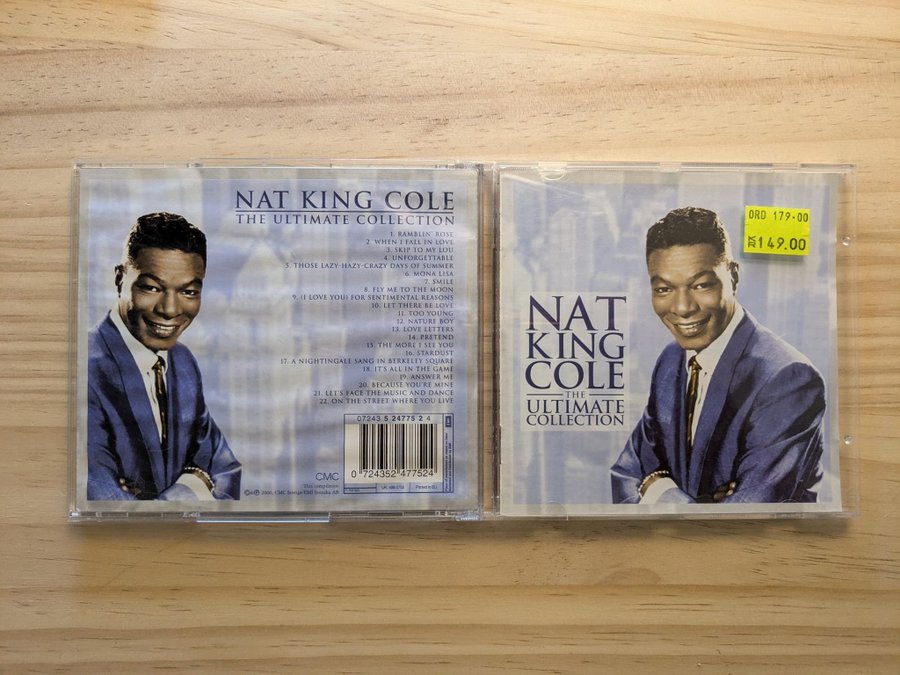 NAT KING COLE
THE ULTIMATE COLLECTION
1. RAMBLIN' ROSE
2. WHEN I FALL IN LOVE
3. SKIP TO MY LOU
4. UNFORGETTABLE
5. THOSE LAZY-HAZY-CRAZY DAYS OF SUMMER
6. MONA LISA
7. SMILE
8. FLY ME TO THE MOON
9. (I LOVE YOU) FOR SENTIMENTAL REASONS
10. LET THERE BE LOVE
11. TOO YOUNG
12. NATURE BOY
13. LOVE LETTERS
14. PRETEND
15. THE MORE I SEE YOU
16. STARDUST
17. A NIGHTINGALE SANG IN BERKELEY SQUARE
18. IT'S ALL IN THE GAME
19. ANSWER ME
20. BECAUSE YOU'RE MINE
21. LET'S FACE THE MUSIC AND DANCE
22. ON THE STREET WHERE YOU LIVE
07243 5 24775 2 4
0 724352 477524
CMC
This compilation
Printed in EU
ORD 179.00
149.00
NAT
KING
COLE
THE
ULTIMATE
COLLECTION